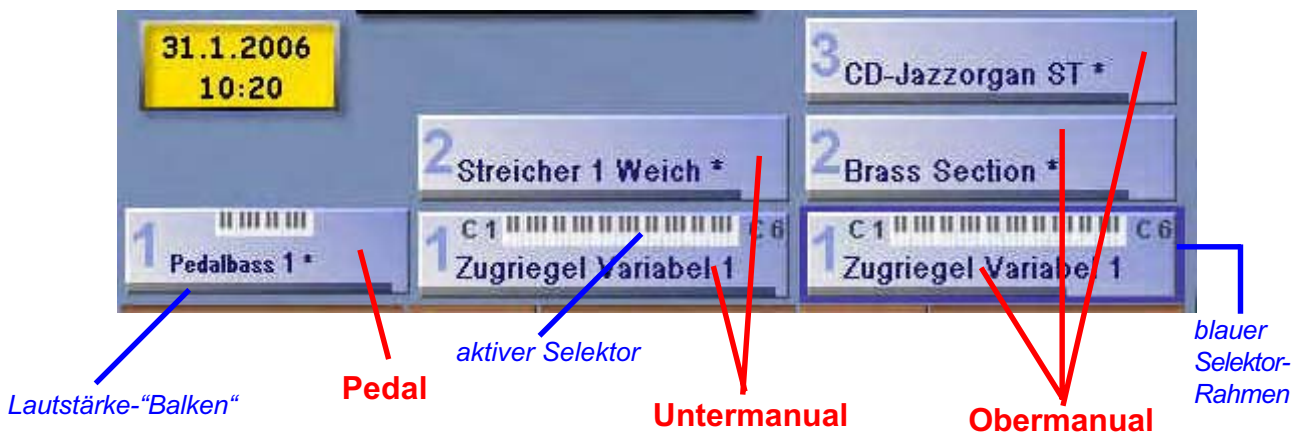 31.1.2006
10:20
3 CD-Jazzorgan ST *
2 Streicher 1 Weich *
2 Brass Section *
1 Pedalbass 1 *
C 1 C 6
1 Zugriegel Variabel 1
C 1 C 6
1 Zugriegel Variabel 1
aktiver Selektor
blauer
Selektor-
Rahmen
Lautstärke-“Balken“
Pedal
Untermanual
Obermanual